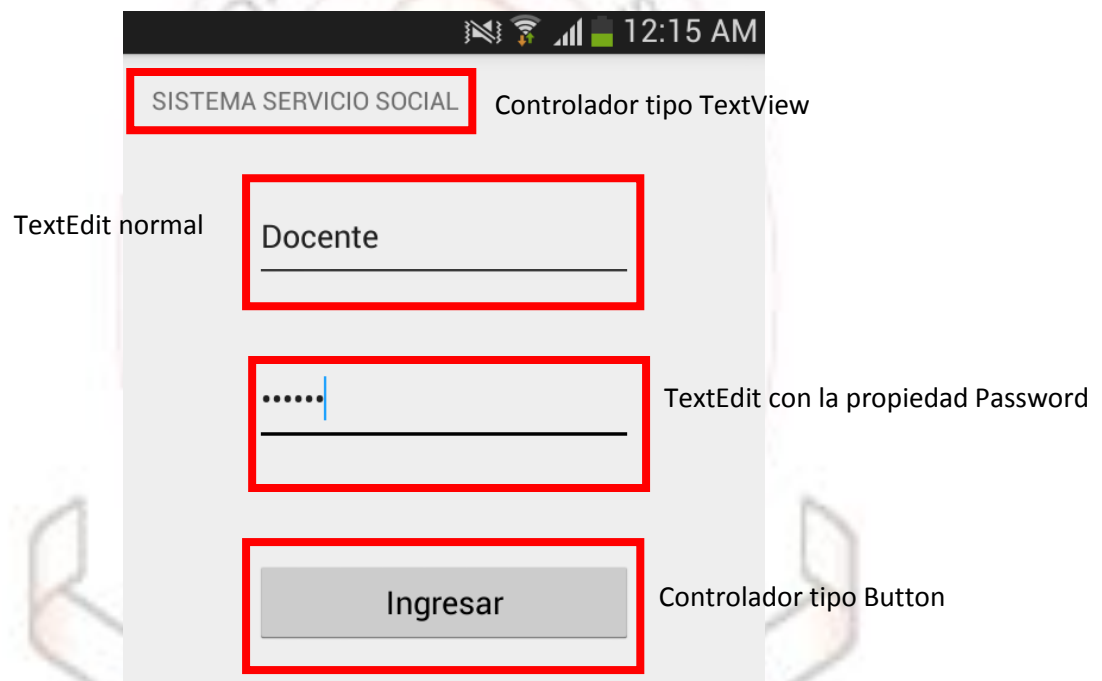 12:15 AM
SISTEMA SERVICIO SOCIAL
Controlador tipo TextView
TextEdit normal
Docente
••••••
TextEdit con la propiedad Password
Ingresar
Controlador tipo Button